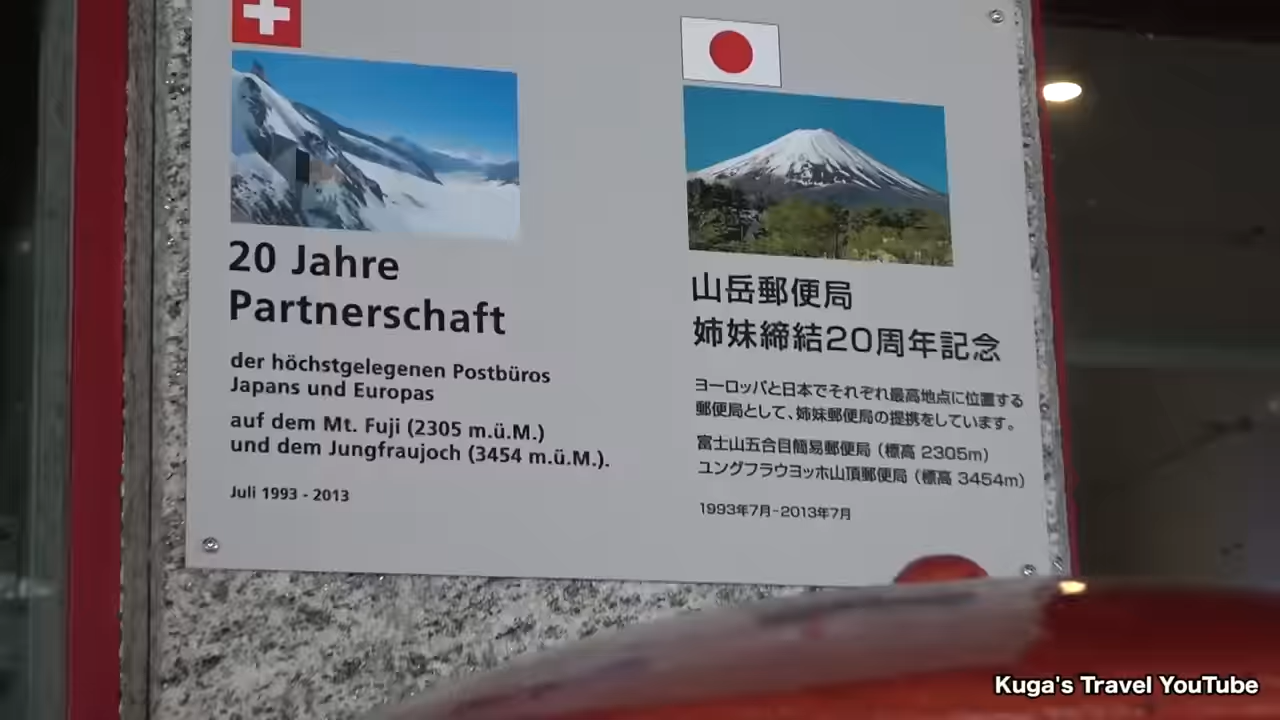 20 Jahre
Partnerschaft
der höchstgelegenen Postbüros
Japans und Europas
auf dem Mt. Fuji (2305 m.ü.M.)
und dem Jungfraujoch (3454 m.ü.M.).
Juli 1993 - 2013
山岳郵便局
姉妹締結20周年記念
ヨーロッパと日本でそれぞれ最高地点に位置する
郵便局として、姉妹郵便局の提携をしています。
富士山五合目簡易郵便局（標高 2305m）
ユングフラウヨッホ山頂郵便局（標高 3454m）
1993年7月-2013年7月
Kuga's Travel YouTube